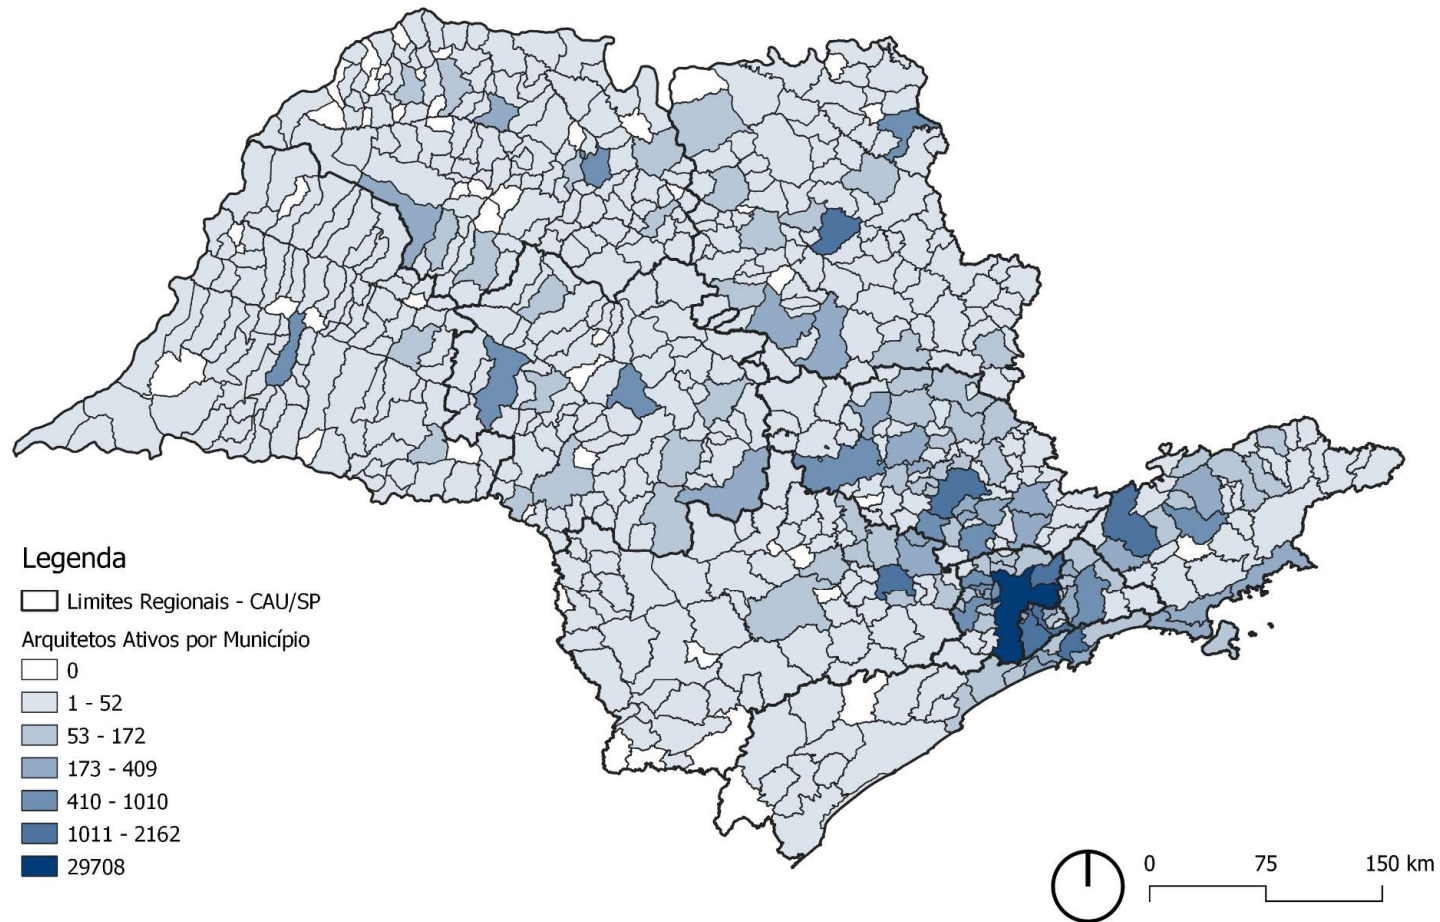 Legenda
Limites Regionais - CAU/SP
Arquitetos Ativos por Município
0
1 - 52
53 - 172
173 - 409
410 - 1010
1011 - 2162
29708
0 75 150 km